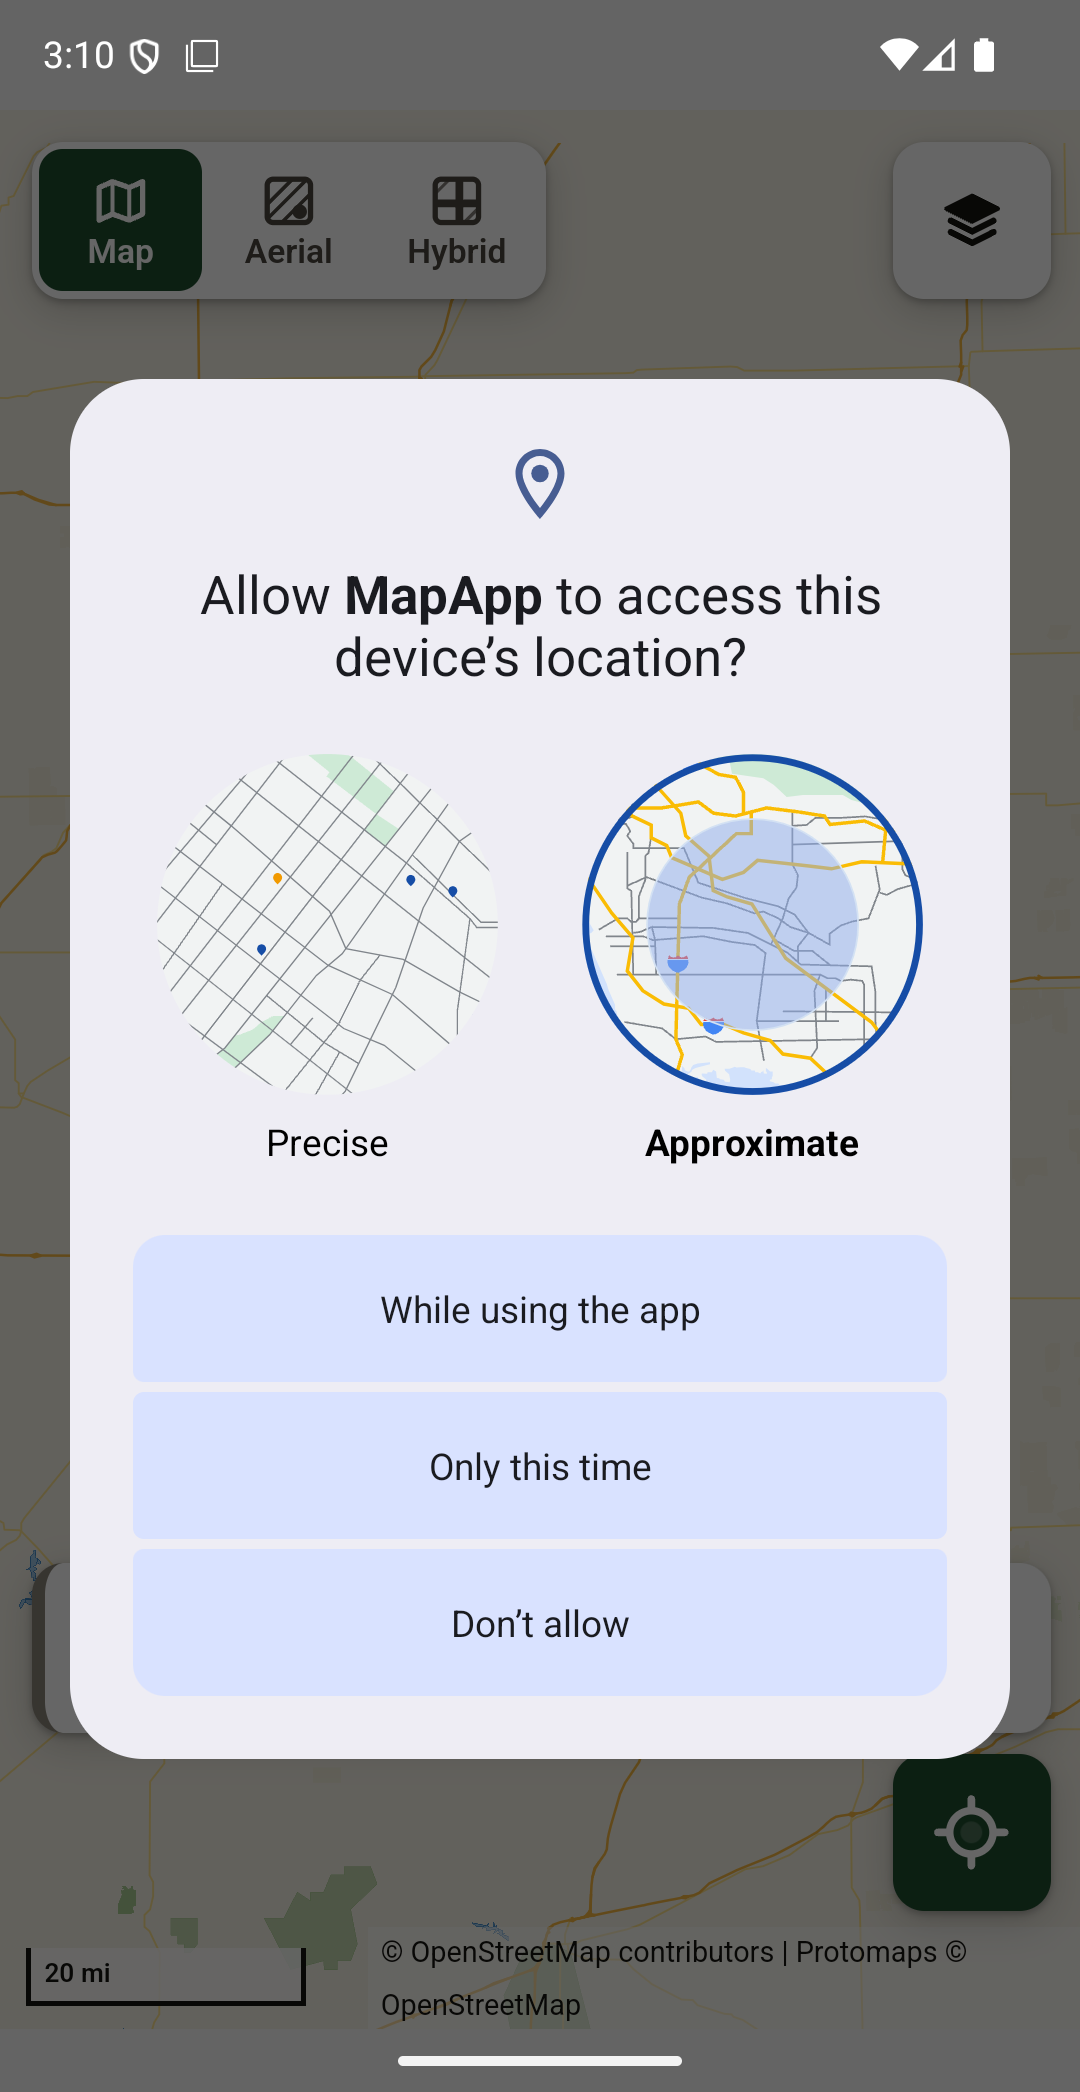 3:10
Map
Aerial
Hybrid
Allow MapApp to access this
device’s location?
Precise
Approximate
While using the app
Only this time
Don’t allow
20 mi
© OpenStreetMap contributors | Protomaps ©
OpenStreetMap